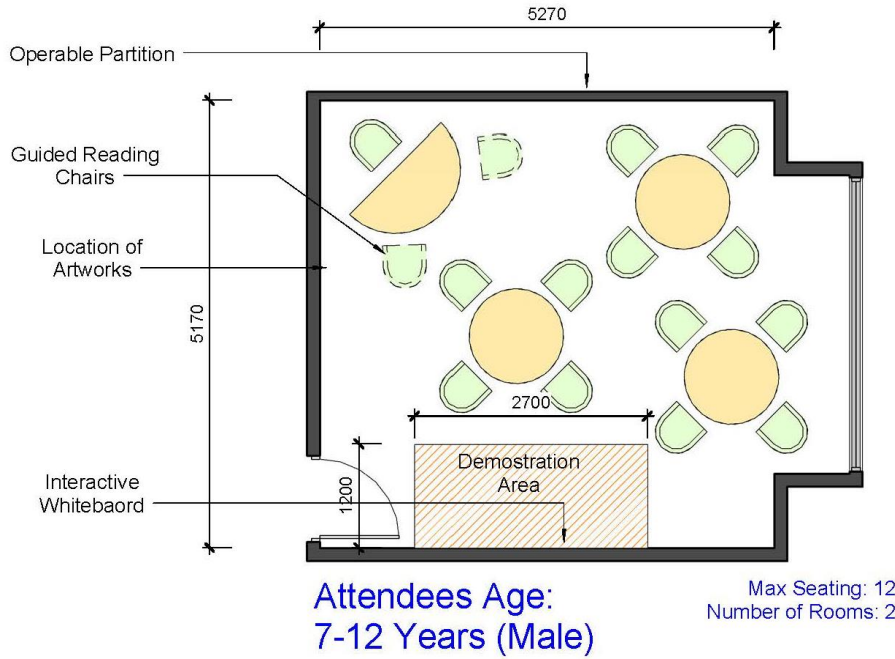 5270
Operable Partition
Guided Reading
Chairs
Location of
Artworks
5170
2700
Demostration
Area
1200
Interactive
Whitebaord
Attendees Age:
7-12 Years (Male)
Max Seating: 12
Number of Rooms: 2